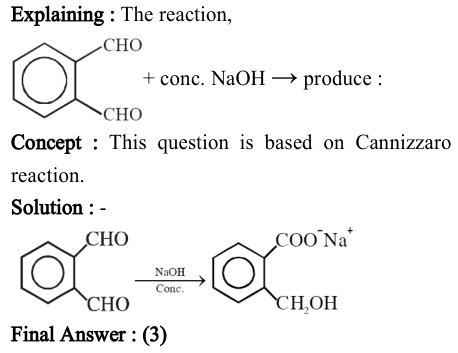 Explaining : The reaction,
CHO
+ conc. NaOH ⟶ produce :
CHO
Concept : This question is based on Cannizzaro
reaction.
Solution : -
CHO COO⁻Na⁺
NaOH
Conc.
CHO CH₂OH
Final Answer : (3)